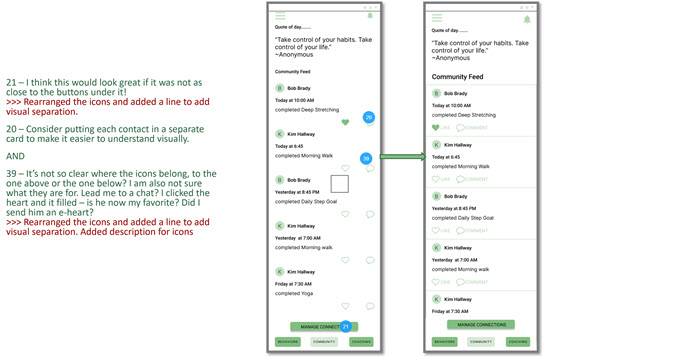 21 – I think this would look great if it was not as
close to the buttons under it!
>>> Rearranged the icons and added a line to add
visual separation.
20 – Consider putting each contact in a separate
card to make it easier to understand visually.
AND
39 – It's not so clear where the icons belong, to the
one above or the one below? I am also not sure
what they are for. Lead me to a chat? I clicked the
heart and it filled – is he now my favorite? Did I
send him an e-heart?
>>> Rearranged the icons and added a line to add
visual separation. Added description for icons
Quote of day........
"Take control of your habits. Take
control of your life."
~Anonymous
Community Feed
B Bob Brady
Today at 10:00 AM
completed Deep Stretching
20
K Kim Hallway
Today at 6:45
completed Morning Walk
39
B Bob Brady
Yesterday at 8:45 PM
completed Daily Step Goal
K Kim Hallway
Yesterday at 7:00 AM
completed Morning walk
K Kim Hallway
Friday at 7:30 AM
completed Yoga
MANAGE CONNECT
21
BEHAVIORS COMMUNITY COACHING
Quote of day........
"Take control of your habits. Take
control of your life."
~Anonymous
Community Feed
B Bob Brady
Today at 10:00 AM
completed Deep Stretching
LIKE COMMENT
K Kim Hallway
Today at 6:45
completed Morning Walk
LIKE COMMENT
B Bob Brady
Yesterday at 8:45 PM
completed Daily Step Goal
LIKE COMMENT
K Kim Hallway
Yesterday at 7:00 AM
completed Morning walk
LIKE COMMENT
K Kim Hallway
Friday at 7:30 AM
MANAGE CONNECTIONS
BEHAVIORS COMMUNITY COACHING